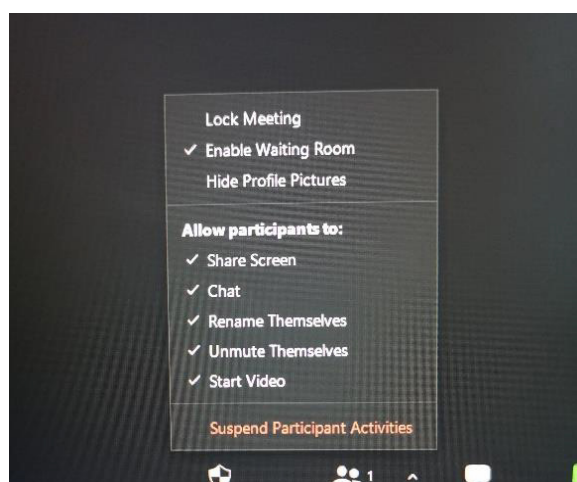 Lock Meeting
✓ Enable Waiting Room
Hide Profile Pictures
Allow participants to:
✓ Share Screen
✓ Chat
✓ Rename Themselves
✓ Unmute Themselves
✓ Start Video
Suspend Participant Activities
1